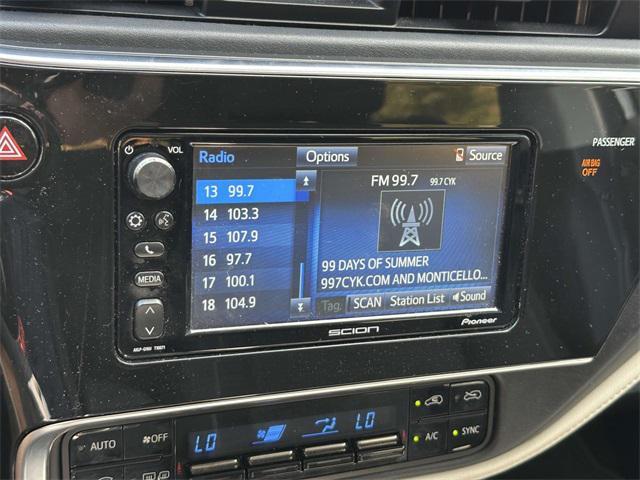 VOL
Radio
Options
Source
13 99.7
14 103.3
15 107.9
16 97.7
17 100.1
18 104.9
FM 99.7 99.7 CYK
99 DAYS OF SUMMER
997CYK.COM AND MONTICELLO...
Tag
SCAN
Station List
Sound
MEDIA
SCION
Pioneer
PASSENGER
AIR BAG
OFF
AUTO
OFF
LO
LO
A/C
SYNC